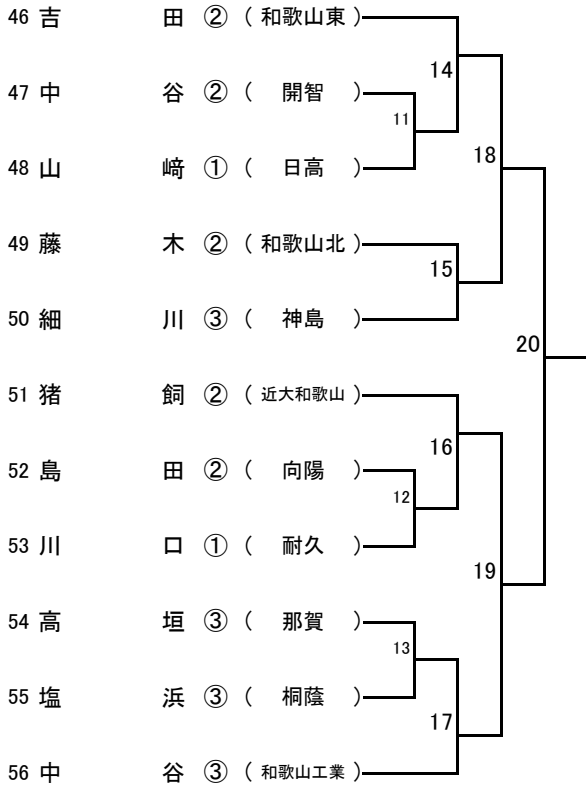 46 吉 田 ② ( 和歌山東 )
14
47 中 谷 ② ( 開智 )
11
48 山 﨑 ① ( 日高 )
18
49 藤 木 ② ( 和歌山北 )
15
50 細 川 ③ ( 神島 )
20
51 猪 飼 ② ( 近大和歌山 )
16
52 島 田 ② ( 向陽 )
12
53 川 口 ① ( 耐久 )
19
54 高 垣 ③ ( 那賀 )
13
55 塩 浜 ③ ( 桐蔭 )
17
56 中 谷 ③ ( 和歌山工業 )